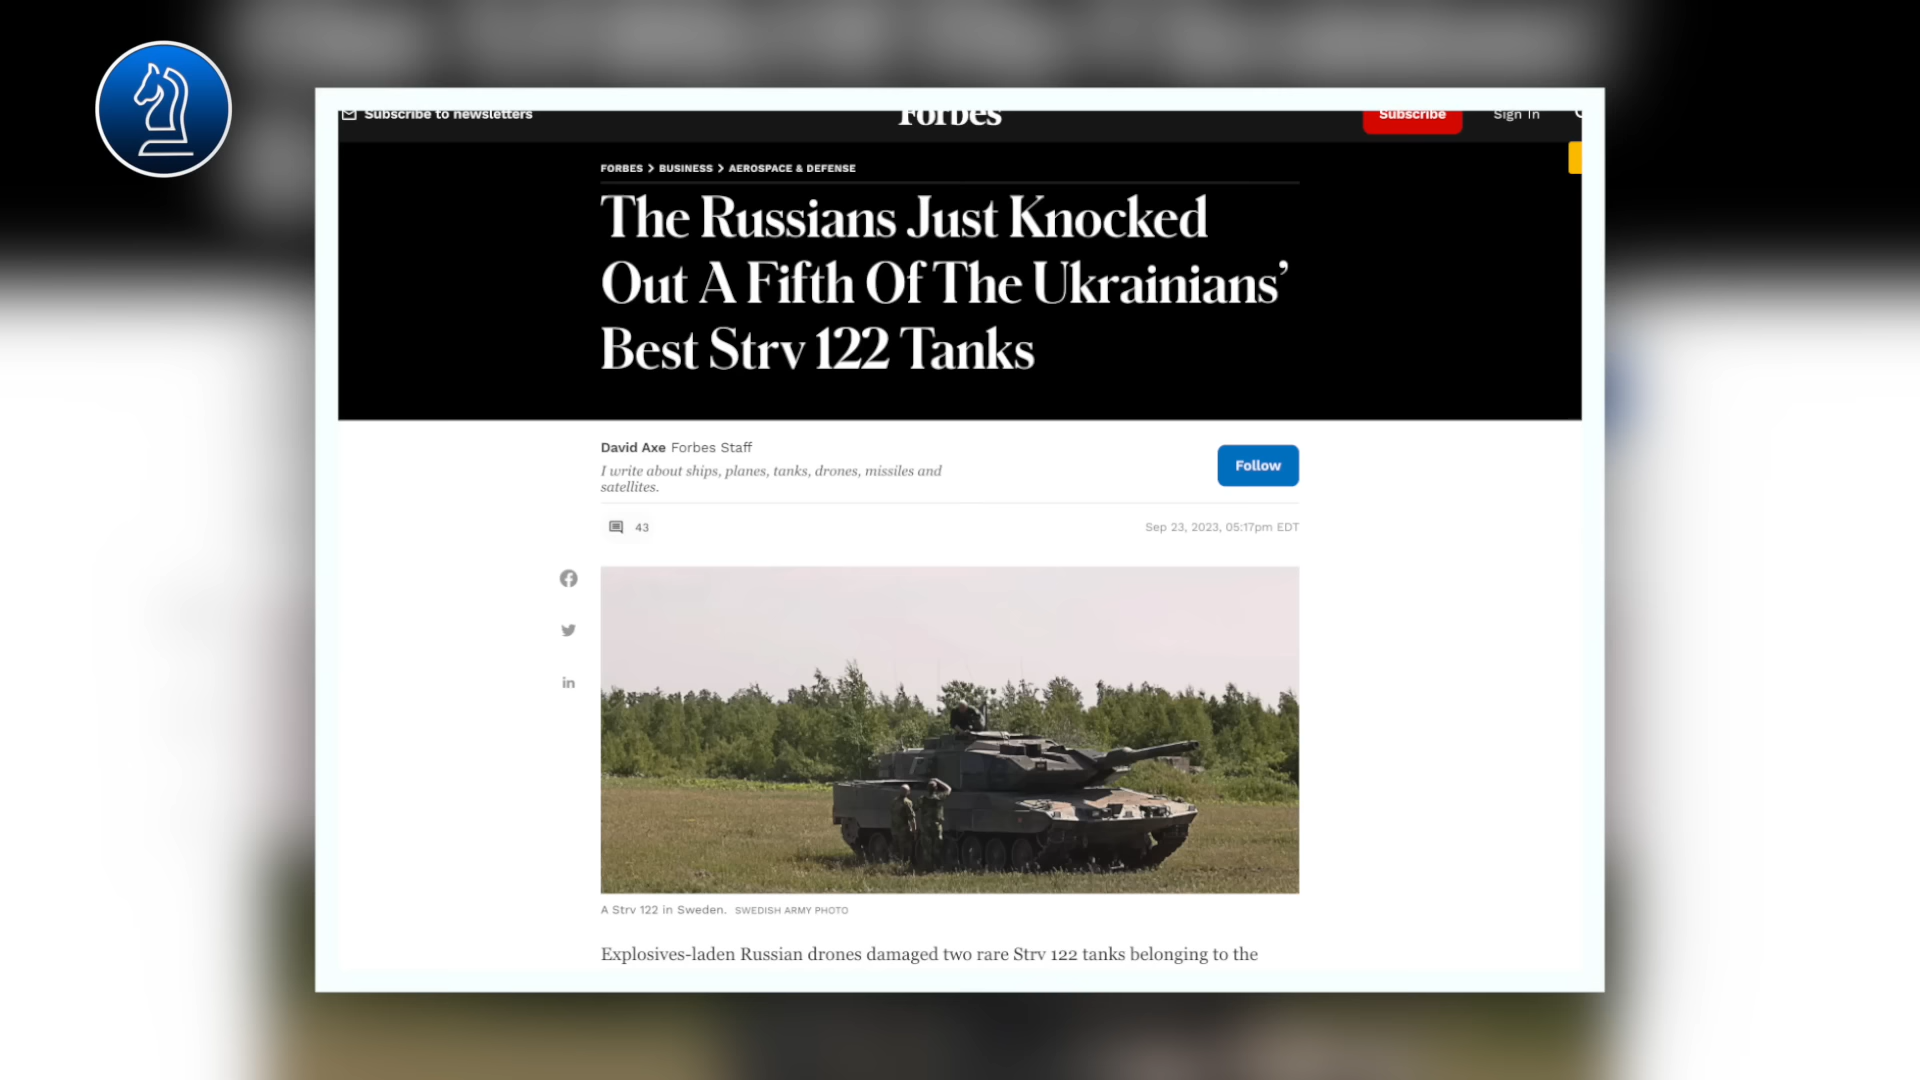 Subscribe to newsletters
Forbes
Subscribe
Sign In
FORBES > BUSINESS > AEROSPACE & DEFENSE
The Russians Just Knocked
Out A Fifth Of The Ukrainians’
Best Strv 122 Tanks
David Axe Forbes Staff
I write about ships, planes, tanks, drones, missiles and
satellites.
Follow
43
Sep 23, 2023, 05:17pm EDT
in
A Strv 122 in Sweden. SWEDISH ARMY PHOTO
Explosives-laden Russian drones damaged two rare Strv 122 tanks belonging to the